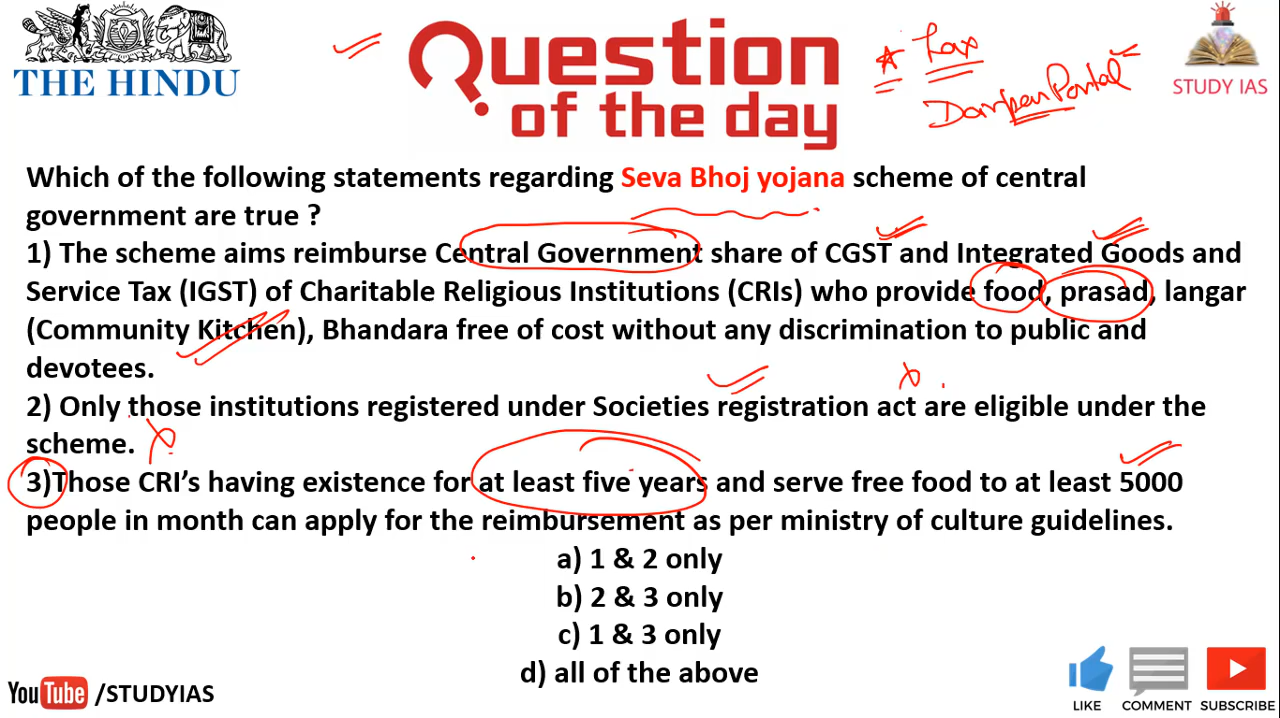 THE HINDU
Question
of the day
Tax
Darpan Portal
STUDY IAS
Which of the following statements regarding Seva Bhoj yojana scheme of central
government are true ?
1) The scheme aims reimburse Central Government share of CGST and Integrated Goods and
Service Tax (IGST) of Charitable Religious Institutions (CRIs) who provide food, prasad, langar
(Community Kitchen), Bhandara free of cost without any discrimination to public and
devotees.
2) Only those institutions registered under Societies registration act are eligible under the
scheme.
3)Those CRI’s having existence for at least five years and serve free food to at least 5000
people in month can apply for the reimbursement as per ministry of culture guidelines.
a) 1 & 2 only
b) 2 & 3 only
c) 1 & 3 only
d) all of the above
YouTube /STUDYIAS
LIKE COMMENT SUBSCRIBE